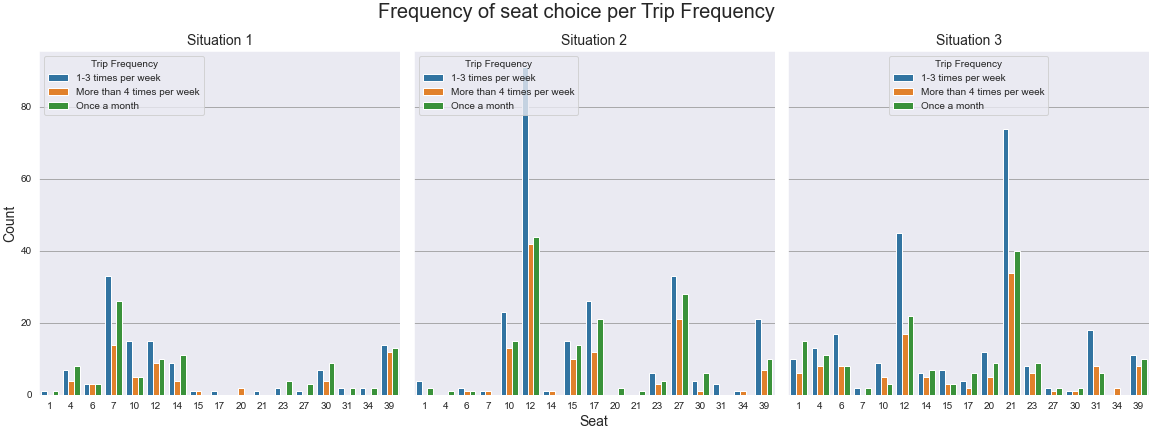 Frequency of seat choice per Trip Frequency
Situation 1
Situation 2
Situation 3
Trip Frequency
1-3 times per week
More than 4 times per week
Once a month
Trip Frequency
1-3 times per week
More than 4 times per week
Once a month
Trip Frequency
1-3 times per week
More than 4 times per week
Once a month
Count
80
60
40
20
0
1 4 6 7 10 12 14 15 17 20 21 23 27 30 31 34 39
1 4 6 7 10 12 14 15 17 20 21 23 27 30 31 34 39
1 4 6 7 10 12 14 15 17 20 21 23 27 30 31 34 39
Seat